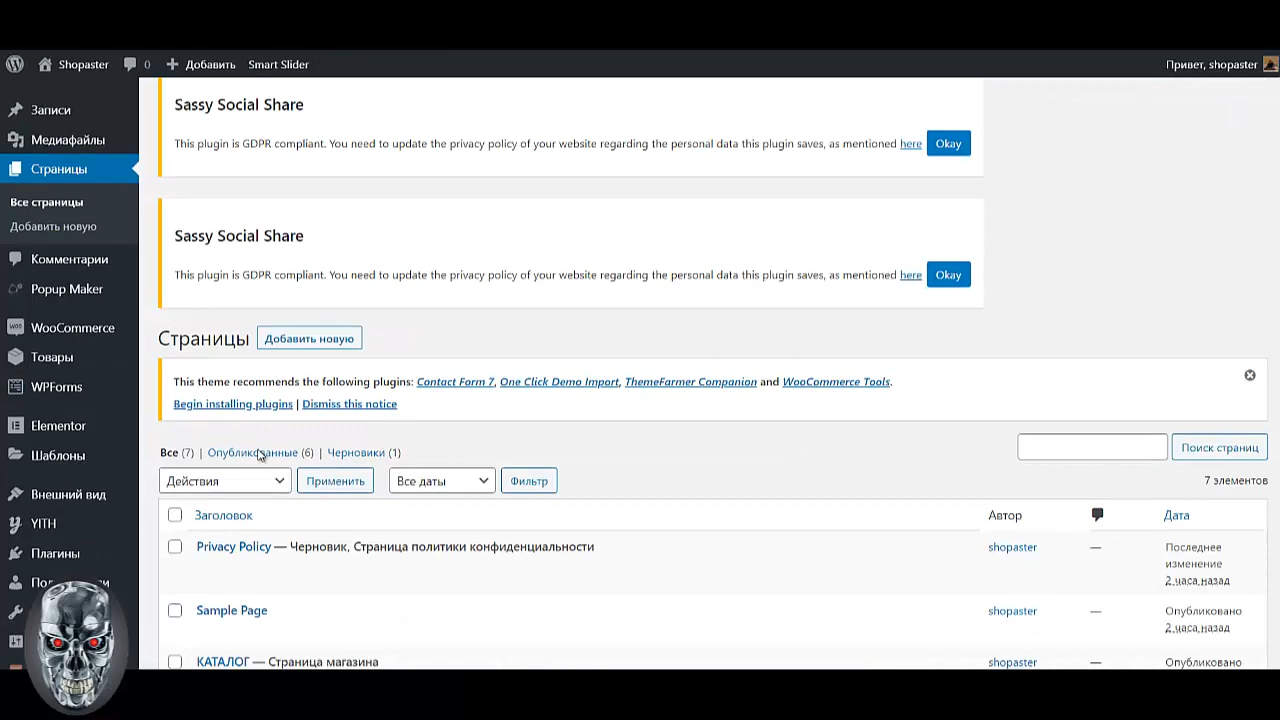 Shopaster 0 Добавить Smart Slider Привет, shopaster
Записи
Медиафайлы
Страницы
Все страницы
Добавить новую
Комментарии
Popup Maker
WooCommerce
Товары
WPForms
Elementor
Шаблоны
Внешний вид
YITH
Плагины
Sassy Social Share
This plugin is GDPR compliant. You need to update the privacy policy of your website regarding the personal data this plugin saves, as mentioned here Okay
Sassy Social Share
This plugin is GDPR compliant. You need to update the privacy policy of your website regarding the personal data this plugin saves, as mentioned here Okay
Страницы Добавить новую
This theme recommends the following plugins: Contact Form 7, One Click Demo Import, ThemeFarmer Companion and WooCommerce Tools.
Begin installing plugins | Dismiss this notice
Все (7) | Опубликованные (6) | Черновики (1) Поиск страниц
Действия Применить Все даты Фильтр 7 элементов
Заголовок Автор Дата
Privacy Policy — Черновик, Страница политики конфиденциальности shopaster — Последнее
изменение
2 часа назад
Sample Page shopaster — Опубликовано
2 часа назад
КАТАЛОГ — Страница магазина shopaster — Опубликовано